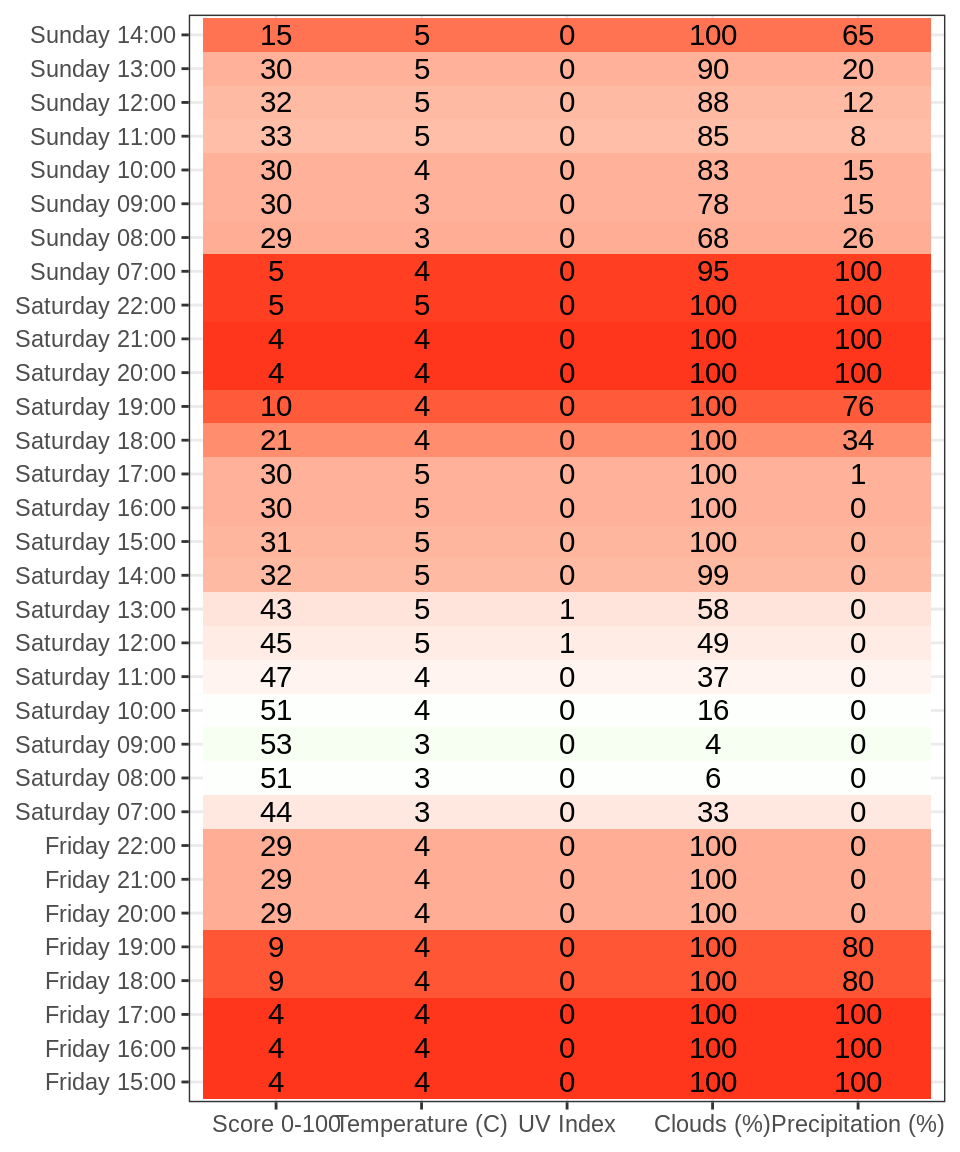 Sunday 14:00 15 5 0 100 65
Sunday 13:00 30 5 0 90 20
Sunday 12:00 32 5 0 88 12
Sunday 11:00 33 5 0 85 8
Sunday 10:00 30 4 0 83 15
Sunday 09:00 30 3 0 78 15
Sunday 08:00 29 3 0 68 26
Sunday 07:00 5 4 0 95 100
Saturday 22:00 5 5 0 100 100
Saturday 21:00 4 4 0 100 100
Saturday 20:00 4 4 0 100 100
Saturday 19:00 10 4 0 100 76
Saturday 18:00 21 4 0 100 34
Saturday 17:00 30 5 0 100 1
Saturday 16:00 30 5 0 100 0
Saturday 15:00 31 5 0 100 0
Saturday 14:00 32 5 0 99 0
Saturday 13:00 43 5 1 58 0
Saturday 12:00 45 5 1 49 0
Saturday 11:00 47 4 0 37 0
Saturday 10:00 51 4 0 16 0
Saturday 09:00 53 3 0 4 0
Saturday 08:00 51 3 0 6 0
Saturday 07:00 44 3 0 33 0
Friday 22:00 29 4 0 100 0
Friday 21:00 29 4 0 100 0
Friday 20:00 29 4 0 100 0
Friday 19:00 9 4 0 100 80
Friday 18:00 9 4 0 100 80
Friday 17:00 4 4 0 100 100
Friday 16:00 4 4 0 100 100
Friday 15:00 4 4 0 100 100
Score 0-100 Temperature (C) UV Index Clouds (%) Precipitation (%)